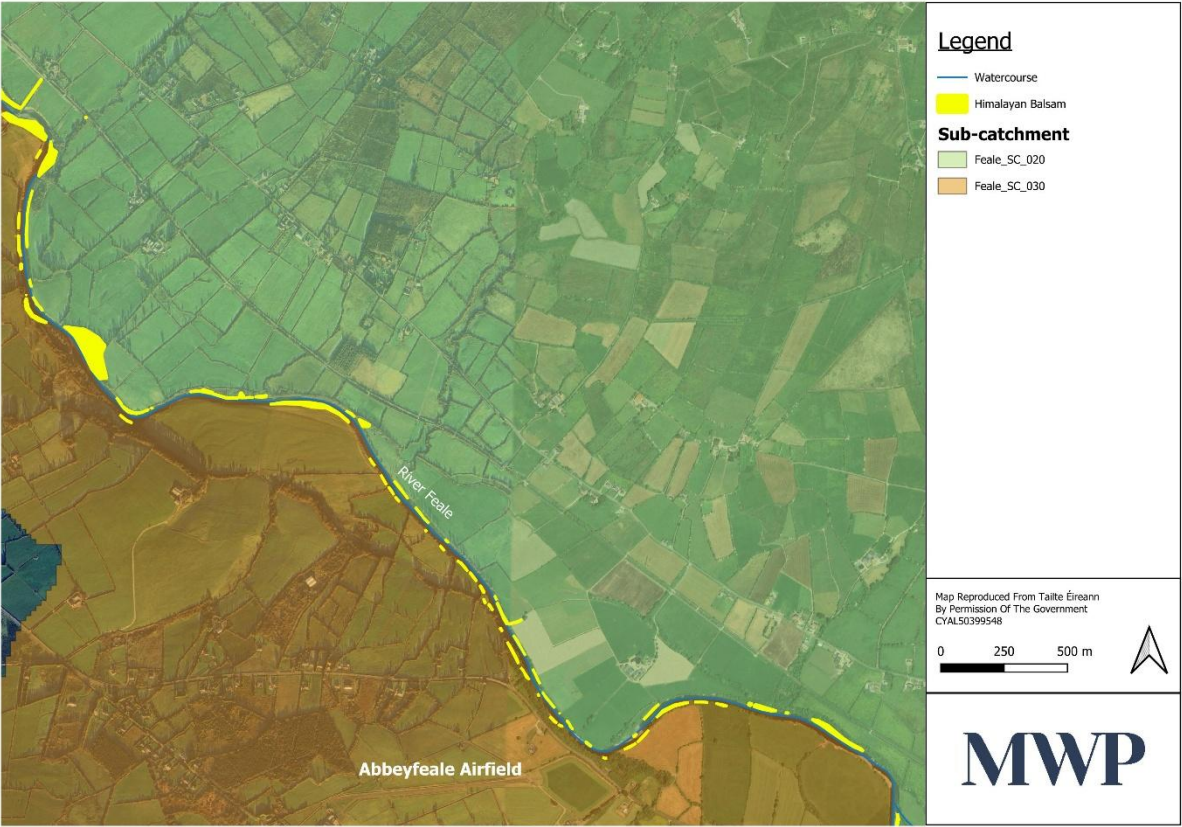 Legend
Watercourse
Himalayan Balsam
Sub-catchment
Feale_SC_020
Feale_SC_030
River Feale
Abbeyfeale Airfield
Map Reproduced From Tailte Éireann
By Permission Of The Government
CYAL50399548
0 250 500 m
MWP